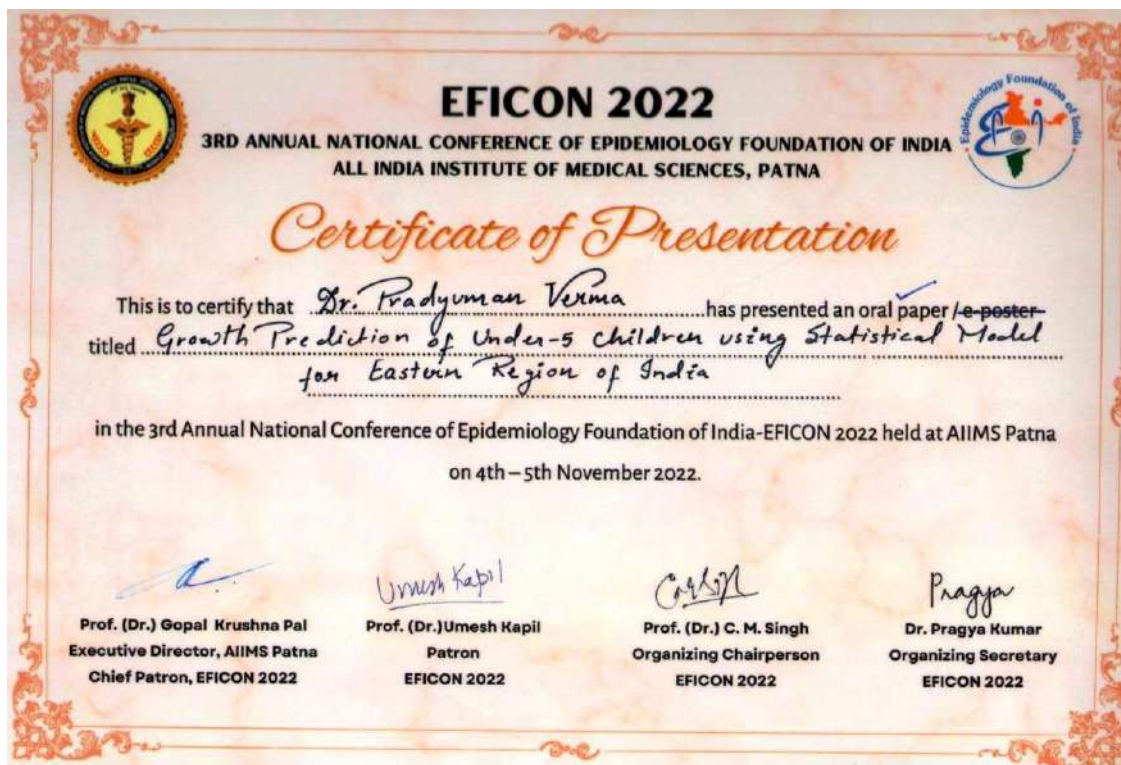 EFICON 2022
3RD ANNUAL NATIONAL CONFERENCE OF EPIDEMIOLOGY FOUNDATION OF INDIA
ALL INDIA INSTITUTE OF MEDICAL SCIENCES, PATNA
Epidemiology Foundation of India
Certificate of Presentation
This is to certify that Dr. Pradyuman Verma has presented an oral paper / e-poster
titled Growth Prediction of Under-5 children using Statistical Model
for Eastern Region of India
in the 3rd Annual National Conference of Epidemiology Foundation of India-EFICON 2022 held at AIIMS Patna
on 4th – 5th November 2022.
Umesh Kapil
Pragya
Prof. (Dr.) Gopal Krushna Pal
Executive Director, AIIMS Patna
Chief Patron, EFICON 2022
Prof. (Dr.)Umesh Kapil
Patron
EFICON 2022
Prof. (Dr.) C. M. Singh
Organizing Chairperson
EFICON 2022
Dr. Pragya Kumar
Organizing Secretary
EFICON 2022